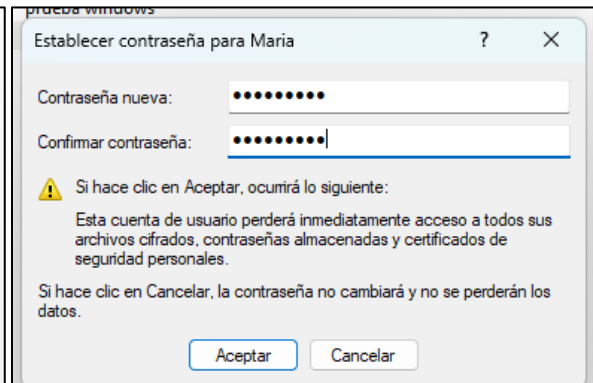 prueba windows
Establecer contraseña para Maria
?
Contraseña nueva: •••••••••
Confirmar contraseña: •••••••••
Si hace clic en Aceptar, ocurrirá lo siguiente:
Esta cuenta de usuario perderá inmediatamente acceso a todos sus
archivos cifrados, contraseñas almacenadas y certificados de
seguridad personales.
Si hace clic en Cancelar, la contraseña no cambiará y no se perderán los
datos.
Aceptar Cancelar